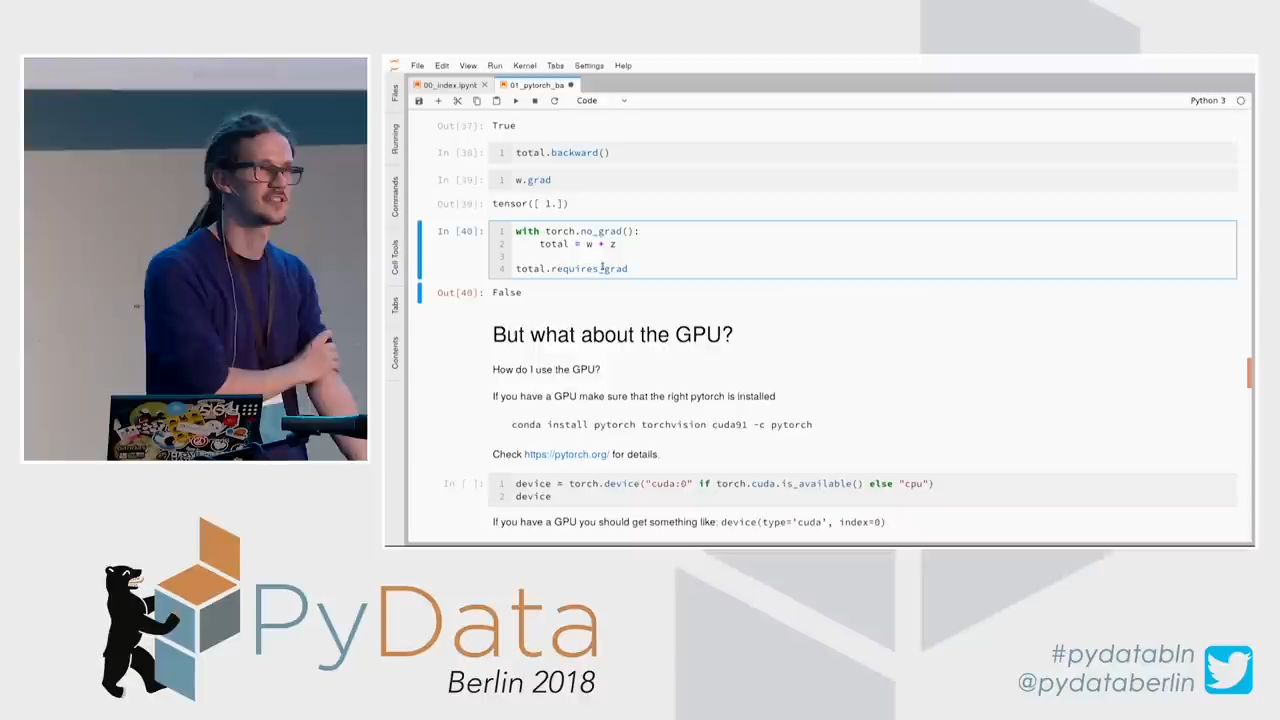 File Edit View Run Kernel Tabs Settings Help
00_index.ipynt 01_pytorch_ba
Code Python 3
Files
Running
Commands
Cell Tools
Tabs
Contents
Out[37]: True
In [38]: 1 total.backward()
In [39]: 1 w.grad
Out[39]: tensor([ 1.])
In [40]: 1 with torch.no_grad():
2 total = w + z
3
4 total.requires_grad
Out[40]: False
But what about the GPU?
How do I use the GPU?
If you have a GPU make sure that the right pytorch is installed
conda install pytorch torchvision cuda91 -c pytorch
Check https://pytorch.org/ for details.
In [ ]: 1 device = torch.device("cuda:0" if torch.cuda.is_available() else "cpu")
2 device
If you have a GPU you should get something like: device(type='cuda', index=0)
PyData
Berlin 2018
#pydatabln
@pydataberlin